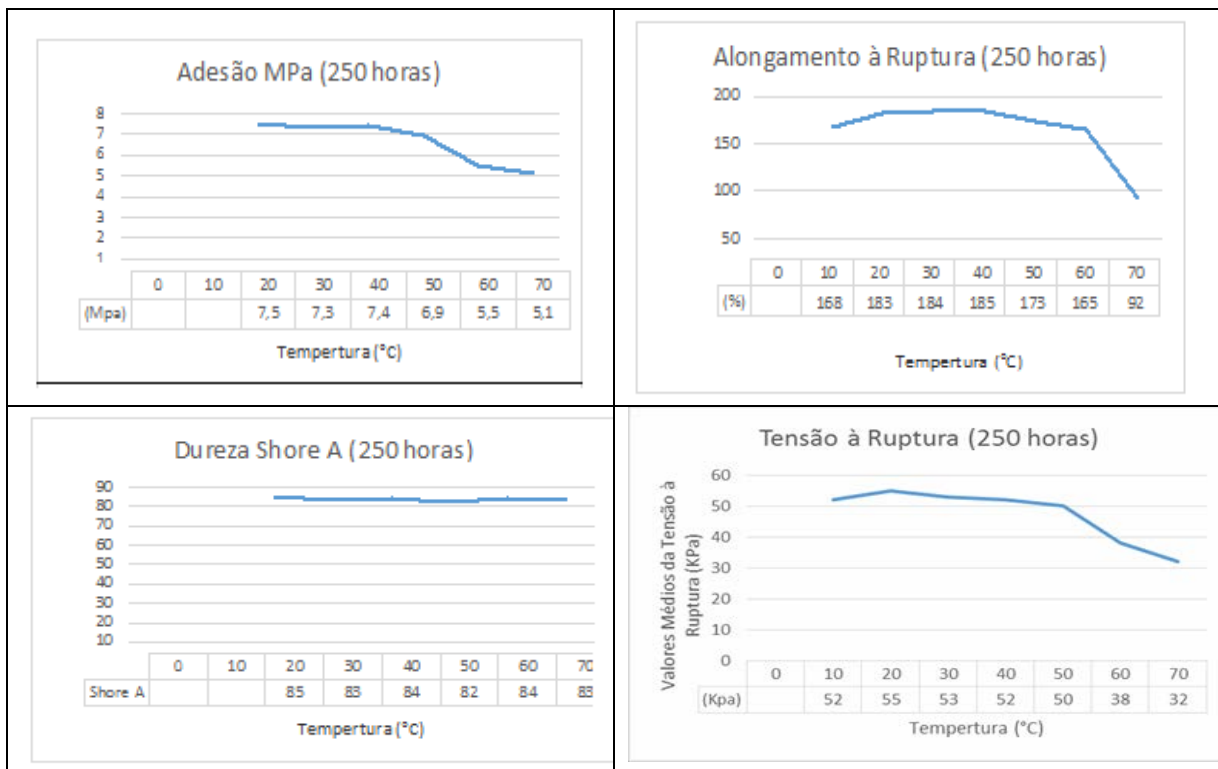 Adesão MPa (250 horas)
8
7
6
5
4
3
2
1
0 10 20 30 40 50 60 70
(Mpa) 7,5 7,3 7,4 6,9 5,5 5,1
Tempertura (°C)
Alongamento à Ruptura (250 horas)
200
150
100
50
0 10 20 30 40 50 60 70
(%) 168 183 184 185 173 165 92
Tempertura (°C)
Dureza Shore A (250 horas)
90
80
70
60
50
40
30
20
10
0 10 20 30 40 50 60 70
Shore A 85 83 84 82 84 83
Tempertura (°C)
Tensão à Ruptura (250 horas)
Valores Médios da Tensão à
Ruptura (KPa)
60
50
40
30
20
10
0
0 10 20 30 40 50 60 70
(Kpa) 52 55 53 52 50 38 32
Tempertura (°C)